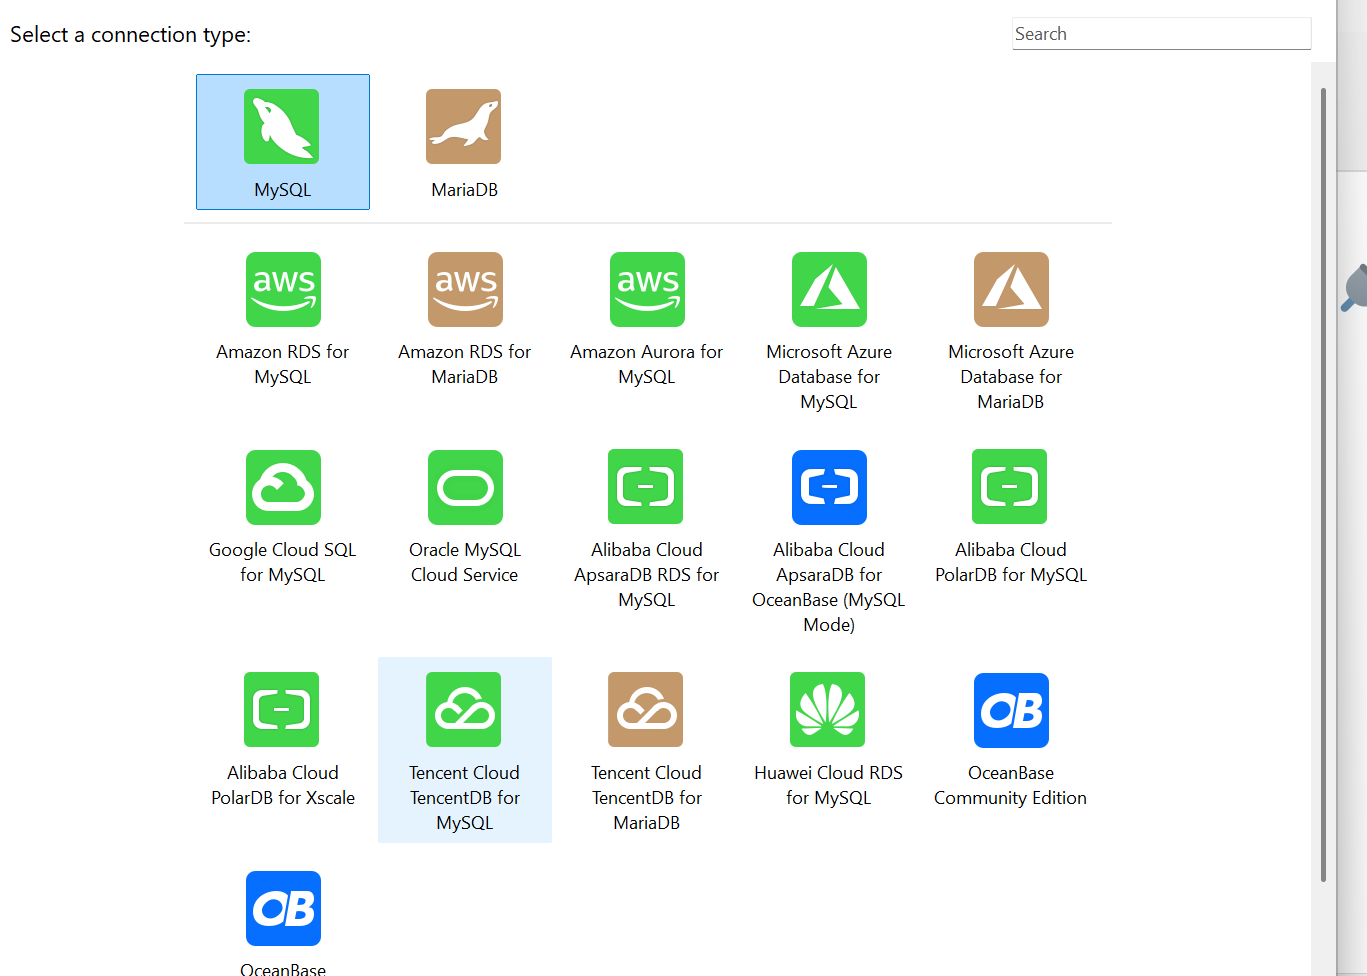 Select a connection type:
Search
MySQL
MariaDB
aws
aws
aws
Amazon RDS for
MySQL
Amazon RDS for
MariaDB
Amazon Aurora for
MySQL
Microsoft Azure
Database for
MySQL
Microsoft Azure
Database for
MariaDB
Google Cloud SQL
for MySQL
Oracle MySQL
Cloud Service
Alibaba Cloud
ApsaraDB RDS for
MySQL
Alibaba Cloud
ApsaraDB for
OceanBase (MySQL
Mode)
Alibaba Cloud
PolarDB for MySQL
OB
Alibaba Cloud
PolarDB for Xscale
Tencent Cloud
TencentDB for
MySQL
Tencent Cloud
TencentDB for
MariaDB
Huawei Cloud RDS
for MySQL
OceanBase
Community Edition
OB
OceanBase